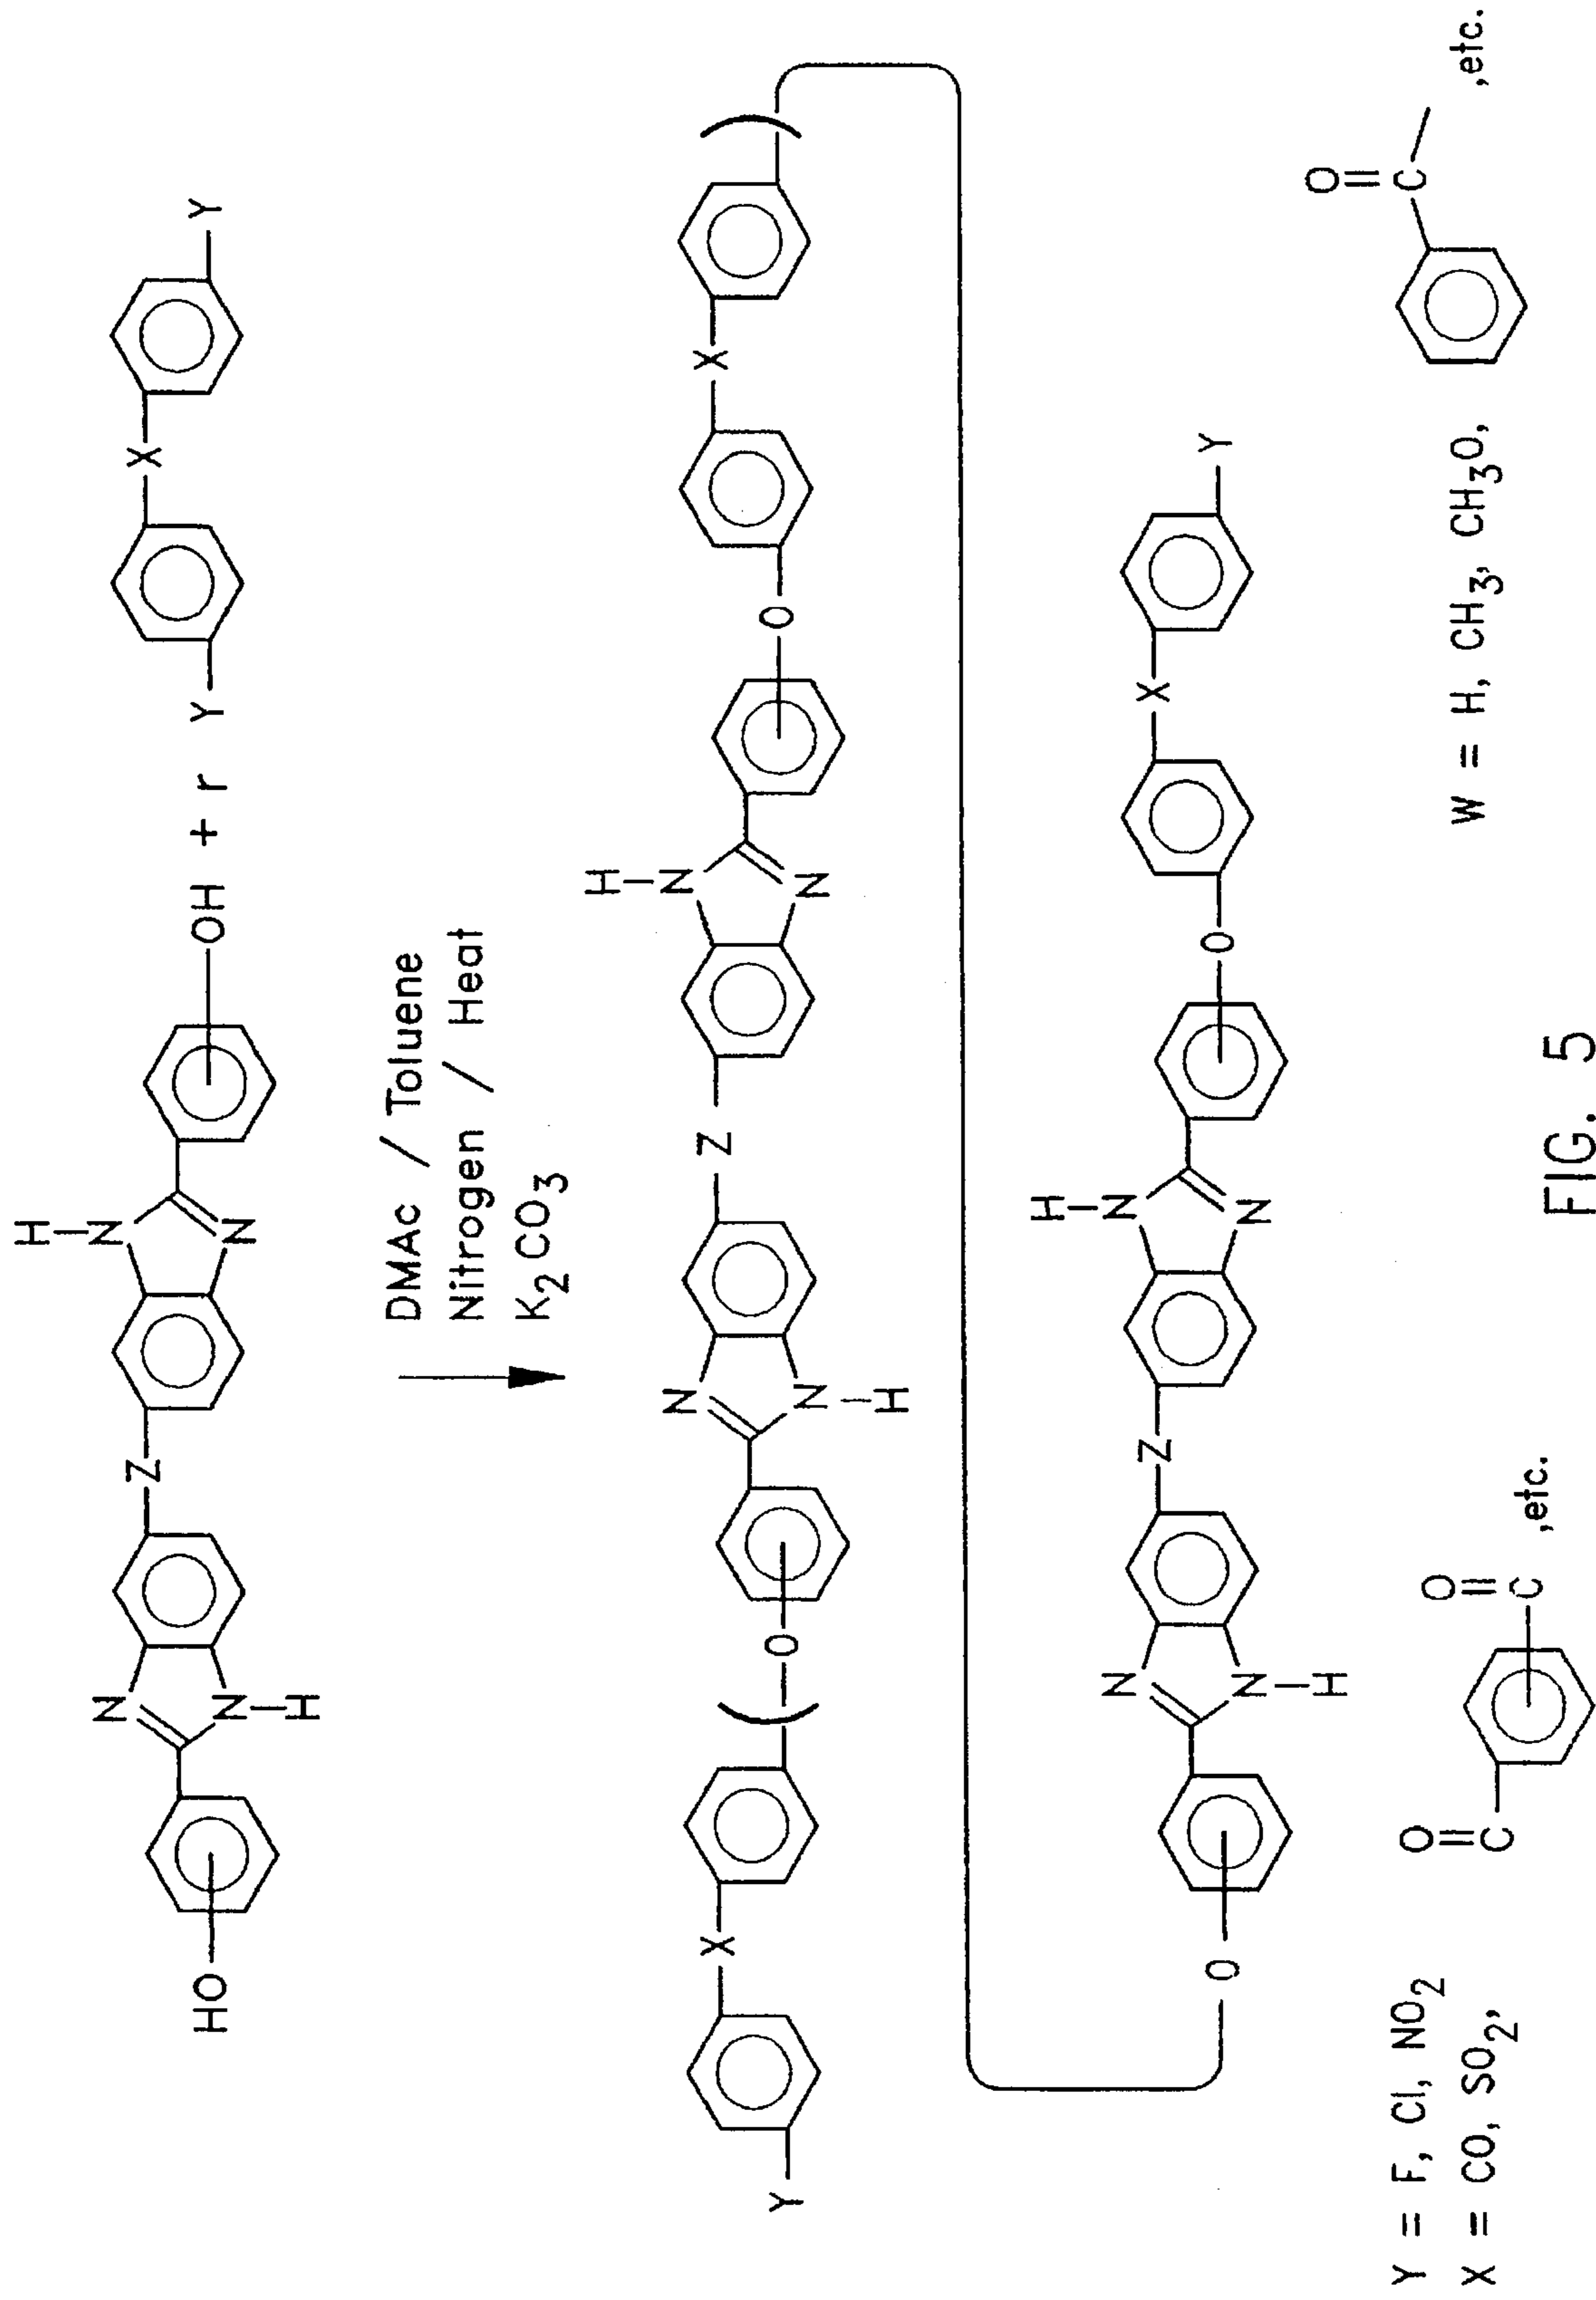 HO N N-H Z H-N N OH + r Y X Y
DMAc / Toluene
Nitrogen / Heat
K2CO3
Y X ( O N N-H Z H-N N O X )
O N N-H Z H-N N O X Y
Y = F, Cl, NO2
X = CO, SO2, O=C C=O ,etc.
W = H, CH3, CH3O, O=C ,etc.
FIG. 5